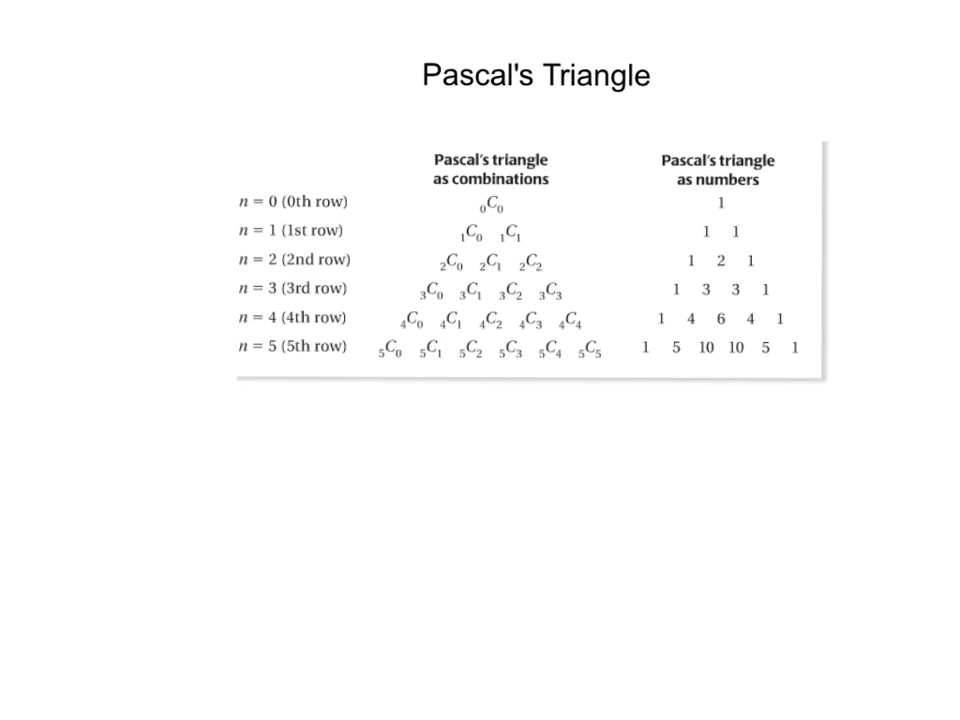 Pascal's Triangle
Pascal's triangle as combinations
Pascal's triangle as numbers
n = 0 (0th row) ₀C₀ 1
n = 1 (1st row) ₁C₀ ₁C₁ 1 1
n = 2 (2nd row) ₂C₀ ₂C₁ ₂C₂ 1 2 1
n = 3 (3rd row) ₃C₀ ₃C₁ ₃C₂ ₃C₃ 1 3 3 1
n = 4 (4th row) ₄C₀ ₄C₁ ₄C₂ ₄C₃ ₄C₄ 1 4 6 4 1
n = 5 (5th row) ₅C₀ ₅C₁ ₅C₂ ₅C₃ ₅C₄ ₅C₅ 1 5 10 10 5 1